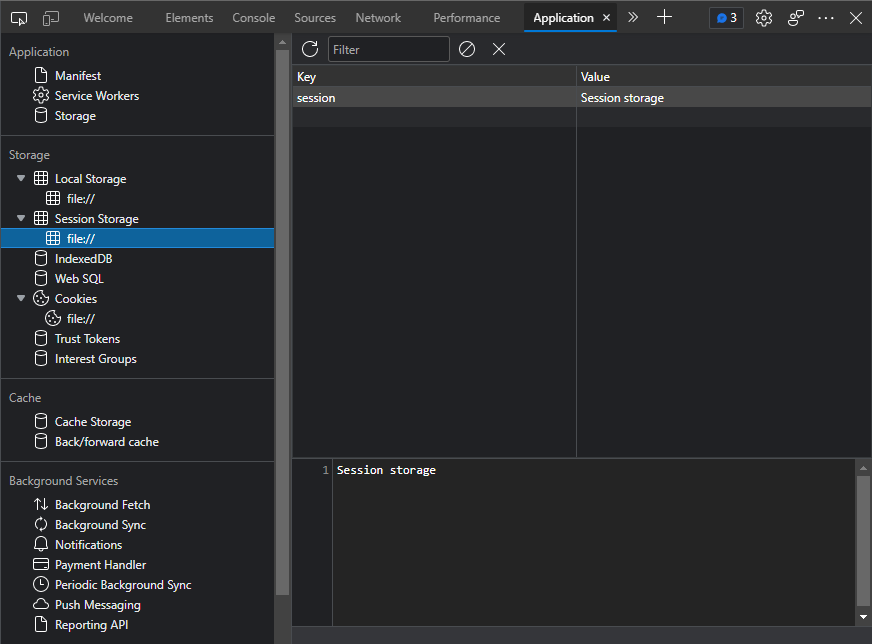 Welcome Elements Console Sources Network Performance Application 3
Application
Manifest
Service Workers
Storage
Storage
Local Storage
file://
Session Storage
file://
IndexedDB
Web SQL
Cookies
file://
Trust Tokens
Interest Groups
Cache
Cache Storage
Back/forward cache
Background Services
Background Fetch
Background Sync
Notifications
Payment Handler
Periodic Background Sync
Push Messaging
Reporting API
Filter
Key Value
session Session storage
1 Session storage